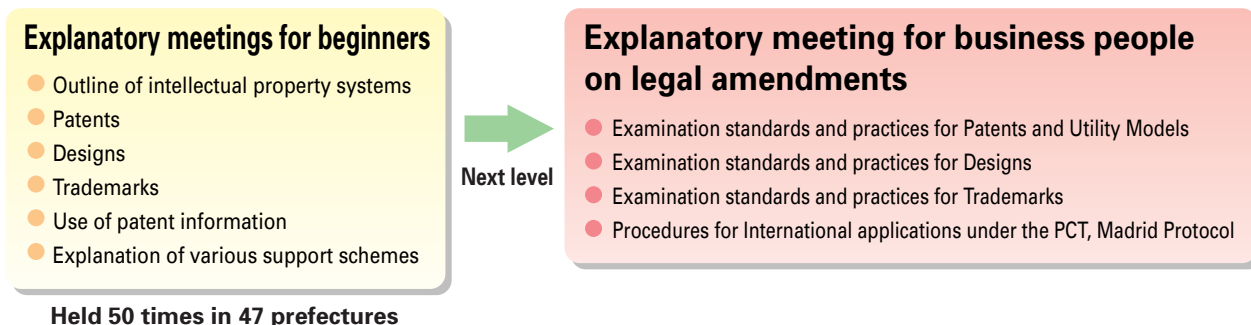 Explanatory meetings for beginners
Outline of intellectual property systems
Patents
Designs
Trademarks
Use of patent information
Explanation of various support schemes
Held 50 times in 47 prefectures
Next level
Explanatory meeting for business people
on legal amendments
Examination standards and practices for Patents and Utility Models
Examination standards and practices for Designs
Examination standards and practices for Trademarks
Procedures for International applications under the PCT, Madrid Protocol